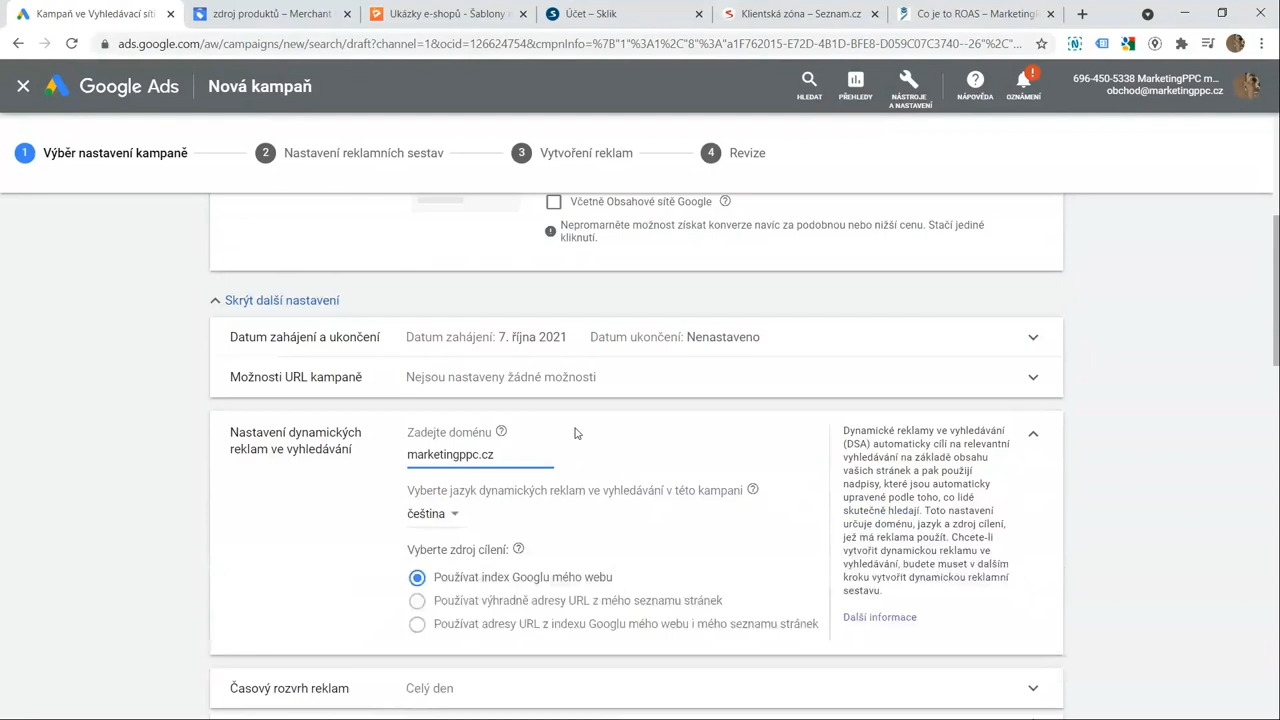 Kampaň ve Vyhledávací síti
zdroj produktů – Merchant
Ukázky e-shopů - Šablony
Účet – Sklik
Klientská zóna – Seznam.cz
Co je to ROAS – Marketing
ads.google.com/aw/campaigns/new/search/draft?channel=1&ocid=126624754&cmpnInfo=%7B"1"%3A1%2C"8"%3A"a1F762015-E72D-4B1D-BFE8-D059C07C3740--26"%2C"...
Google Ads
Nová kampaň
HLEDAT
PŘEHLEDY
NÁSTROJE
A NASTAVENÍ
NÁPOVĚDA
OZNÁMENÍ
696-450-5338 MarketingPPC m...
obchod@marketingppc.cz
1 Výběr nastavení kampaně
2 Nastavení reklamních sestav
3 Vytvoření reklam
4 Revize
Včetně Obsahové sítě Google
Nepromarněte možnost získat konverze navíc za podobnou nebo nižší cenu. Stačí jediné
kliknutí.
Skrýt další nastavení
Datum zahájení a ukončení Datum zahájení: 7. října 2021 Datum ukončení: Nenastaveno
Možnosti URL kampaně Nejsou nastaveny žádné možnosti
Nastavení dynamických
reklam ve vyhledávání
Zadejte doménu
marketingppc.cz
Vyberte jazyk dynamických reklam ve vyhledávání v této kampani
čeština
Vyberte zdroj cílení:
Používat index Googlu mého webu
Používat výhradně adresy URL z mého seznamu stránek
Používat adresy URL z indexu Googlu mého webu i mého seznamu stránek
Dynamické reklamy ve vyhledávání
(DSA) automaticky cílí na relevantní
vyhledávání na základě obsahu
vašich stránek a pak použijí
nadpisy, které jsou automaticky
upravené podle toho, co lidé
skutečně hledají. Toto nastavení
určuje doménu, jazyk a zdroj cílení,
jež má reklama použít. Chcete-li
vytvořit dynamickou reklamu ve
vyhledávání, budete muset v dalším
kroku vytvořit dynamickou reklamní
sestavu.
Další informace
Časový rozvrh reklam Celý den